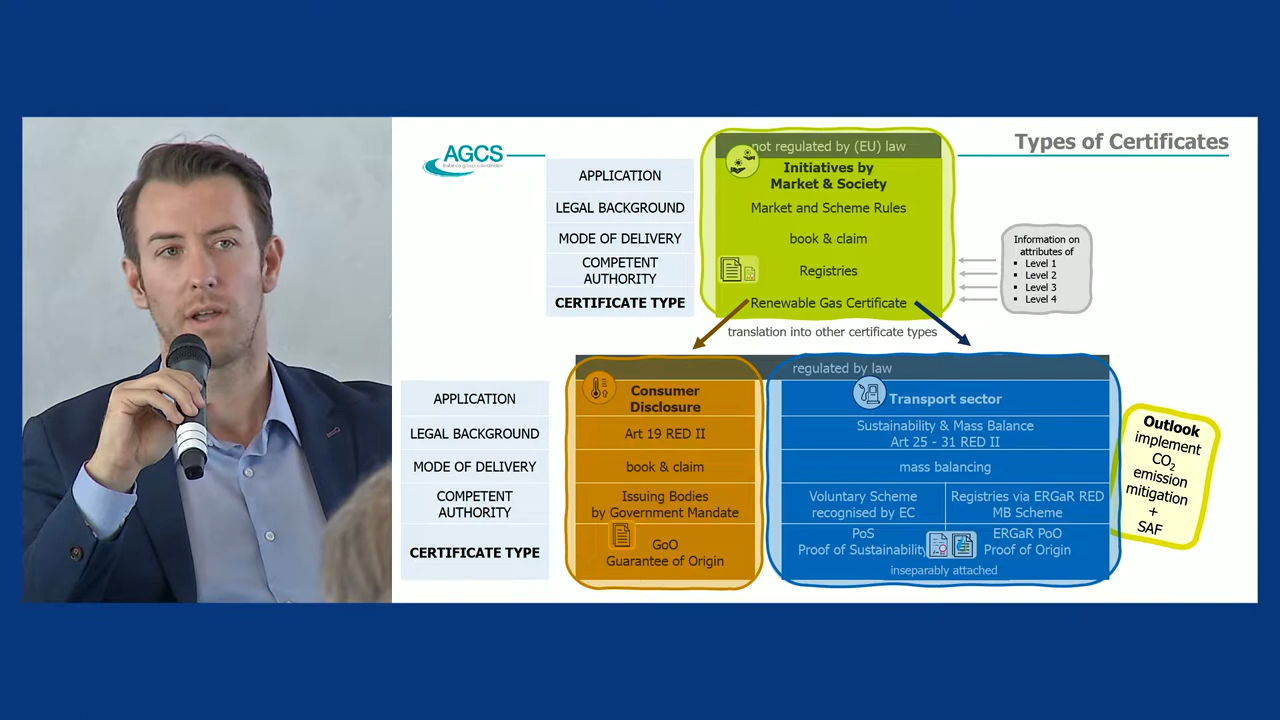 AGCS
Types of Certificates
not regulated by (EU) law
APPLICATION
Initiatives by
Market & Society
LEGAL BACKGROUND
Market and Scheme Rules
MODE OF DELIVERY
book & claim
COMPETENT
AUTHORITY
Registries
CERTIFICATE TYPE
Renewable Gas Certificate
Information on
attributes of
▪ Level 1
▪ Level 2
▪ Level 3
▪ Level 4
translation into other certificate types
regulated by law
APPLICATION
Consumer
Disclosure
Transport sector
LEGAL BACKGROUND
Art 19 RED II
Sustainability & Mass Balance
Art 25 - 31 RED II
MODE OF DELIVERY
book & claim
mass balancing
COMPETENT
AUTHORITY
Issuing Bodies
by Government Mandate
Voluntary Scheme
recognised by EC
Registries via ERGaR RED
MB Scheme
CERTIFICATE TYPE
GoO
Guarantee of Origin
PoS
Proof of Sustainability
ERGaR PoO
Proof of Origin
inseparably attached
Outlook
implement
CO₂
emission
mitigation
+
SAF